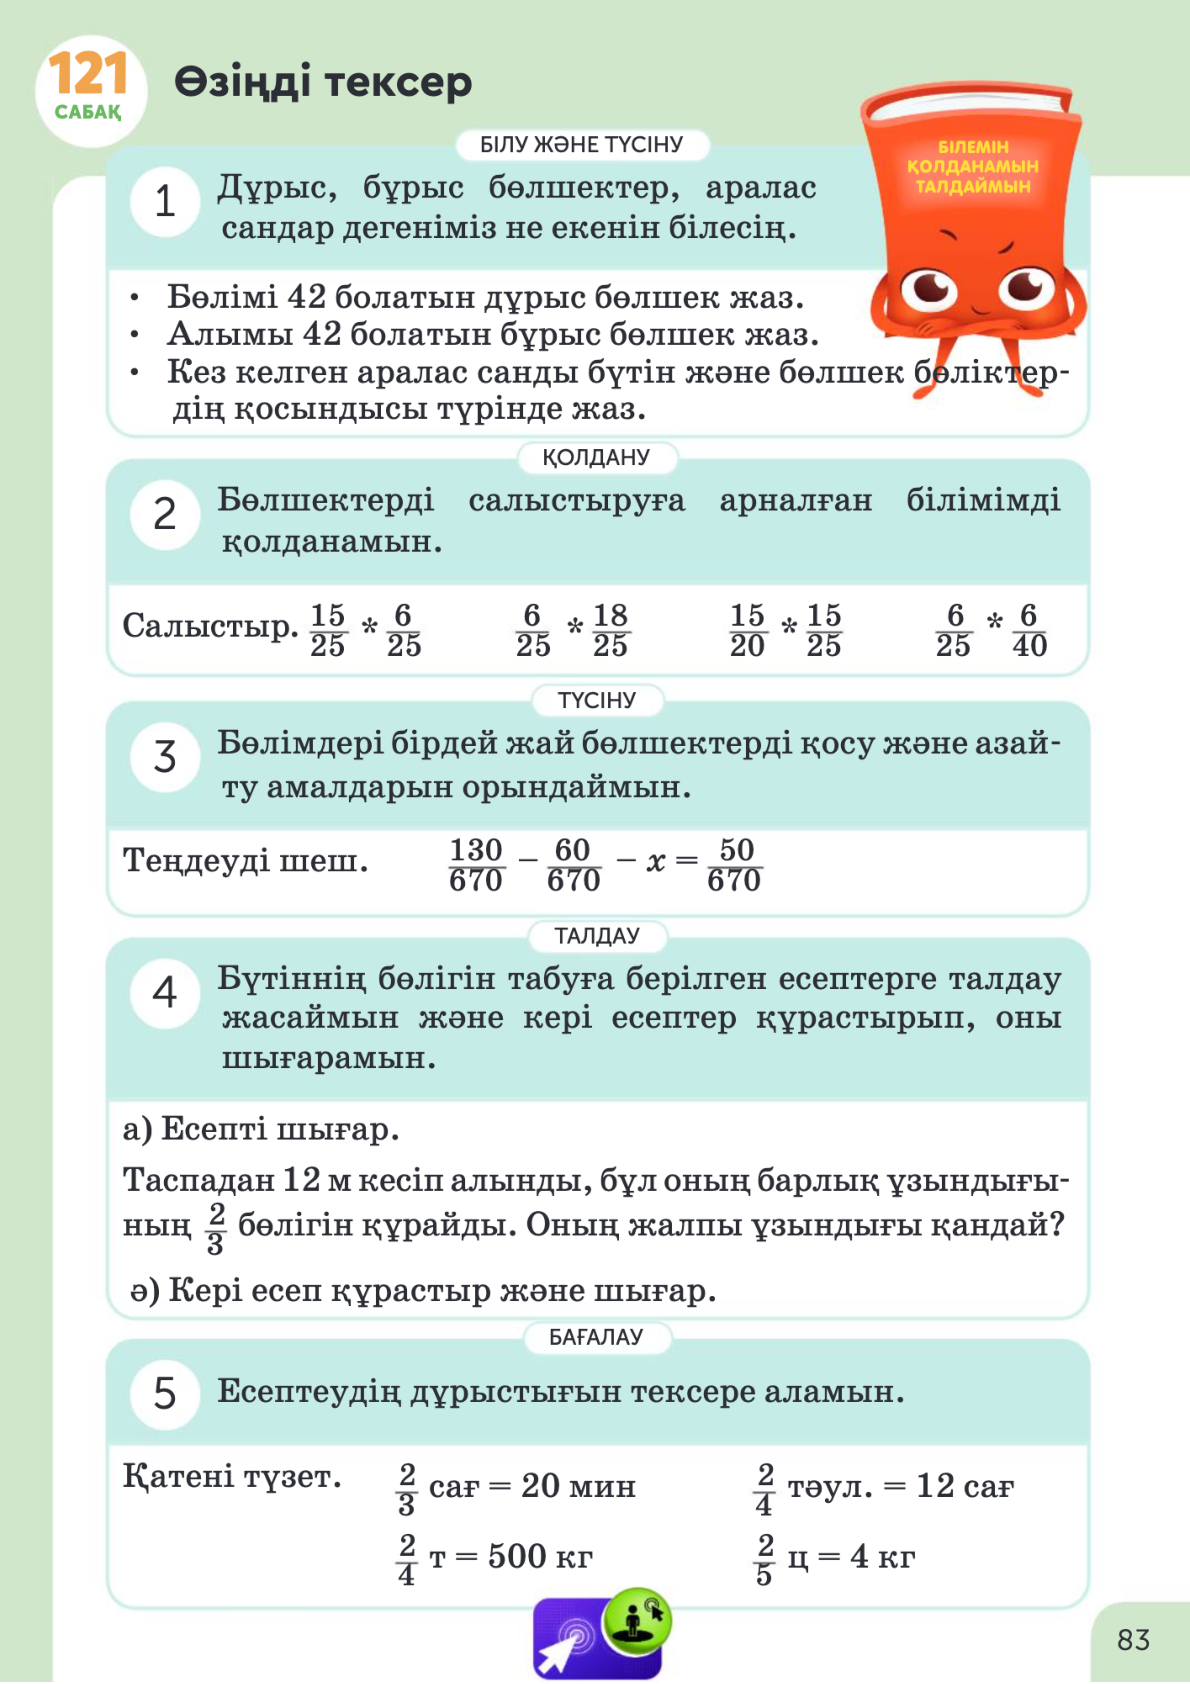 121
САБАҚ
Өзіңді тексер
БІЛУ ЖӘНЕ ТҮСІНУ
БІЛЕМІН
ҚОЛДАНАМЫН
ТАЛДАЙМЫН
1
Дұрыс, бұрыс бөлшектер, аралас
сандар дегеніміз не екенін білесің.
• Бөлімі 42 болатын дұрыс бөлшек жаз.
• Алымы 42 болатын бұрыс бөлшек жаз.
• Кез келген аралас санды бүтін және бөлшек бөліктер-
дің қосындысы түрінде жаз.
ҚОЛДАНУ
2
Бөлшектерді салыстыруға арналған білімімді
қолданамын.
Салыстыр. 15/25 * 6/25 6/25 * 18/25 15/20 * 15/25 6/25 * 6/40
ТҮСІНУ
3
Бөлімдері бірдей жай бөлшектерді қосу және азай-
ту амалдарын орындаймын.
Теңдеуді шеш. 130/670 − 60/670 − x = 50/670
ТАЛДАУ
4
Бүтіннің бөлігін табуға берілген есептерге талдау
жасаймын және кері есептер құрастырып, оны
шығарамын.
а) Есепті шығар.
Таспадан 12 м кесіп алынды, бұл оның барлық ұзындығы-
ның 2/3 бөлігін құрайды. Оның жалпы ұзындығы қандай?
ә) Кері есеп құрастыр және шығар.
БАҒАЛАУ
5
Есептеудің дұрыстығын тексере аламын.
Қатені түзет. 2/3 сағ = 20 мин 2/4 тәул. = 12 сағ
2/4 т = 500 кг 2/5 ц = 4 кг
83